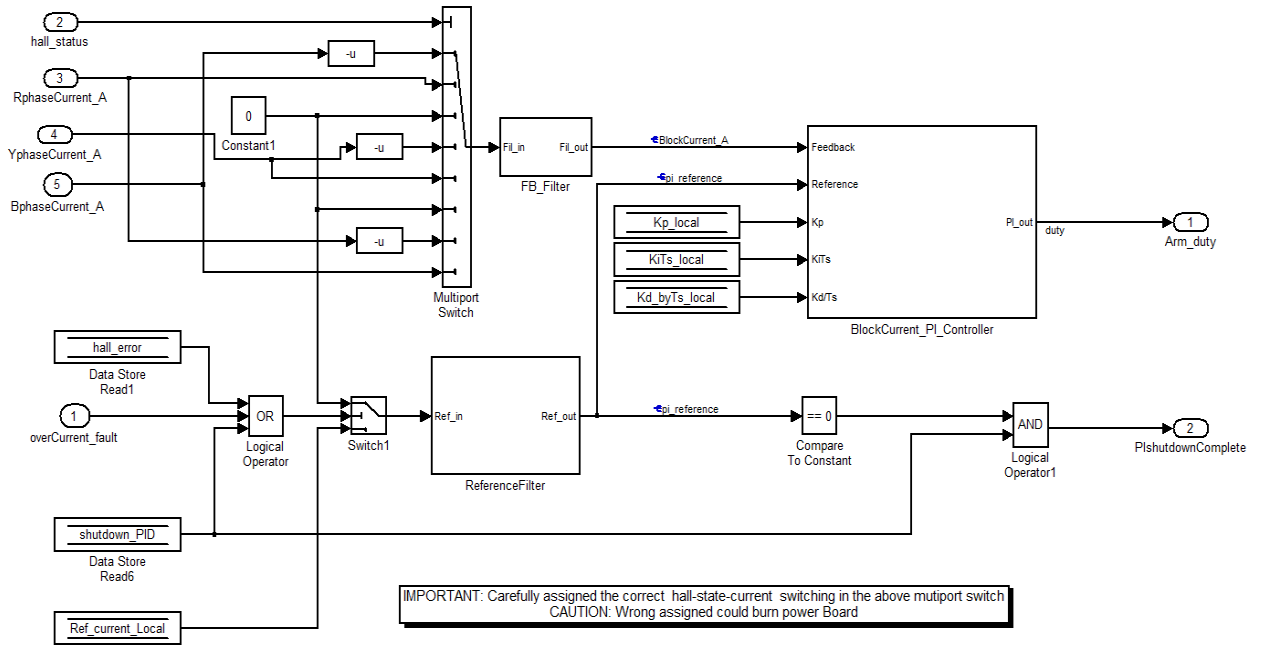 2
hall_status
-u
3
RphaseCurrent_A
0
Constant1
4
YphaseCurrent_A
-u
5
BphaseCurrent_A
-u
Multiport
Switch
Fil_in
Fil_out
FB_Filter
BlockCurrent_A
pi_reference
Kp_local
KiTs_local
Kd_byTs_local
Feedback
Reference
Kp
KiTs
Kd/Ts
PI_out
BlockCurrent_PI_Controller
duty
1
Arm_duty
hall_error
Data Store
Read1
1
overCurrent_fault
OR
Logical
Operator
Switch1
Ref_in
Ref_out
ReferenceFilter
pi_reference
== 0
Compare
To Constant
AND
Logical
Operator1
2
PIshutdownComplete
shutdown_PID
Data Store
Read6
Ref_current_Local
IMPORTANT: Carefully assigned the correct hall-state-current switching in the above mutiport switch
CAUTION: Wrong assigned could burn power Board